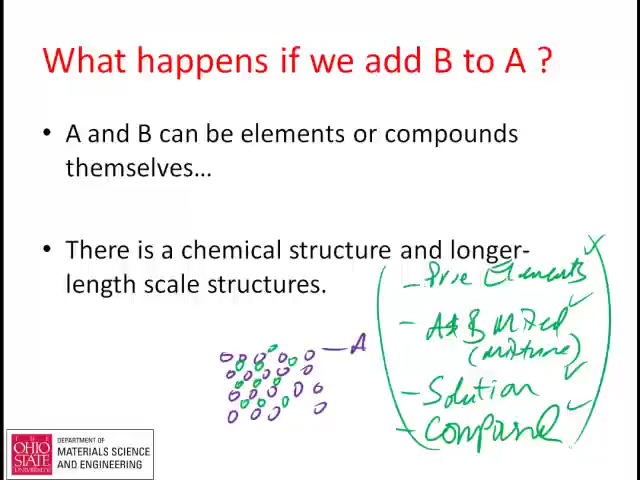 What happens if we add B to A ?
• A and B can be elements or compounds
themselves...
• There is a chemical structure and longer-
length scale structures.
- Pure Elements
- A & B Mixed
(mixture)
- Solution
- Compound
A
THE
OHIO
STATE
UNIVERSITY
DEPARTMENT OF
MATERIALS SCIENCE
AND ENGINEERING